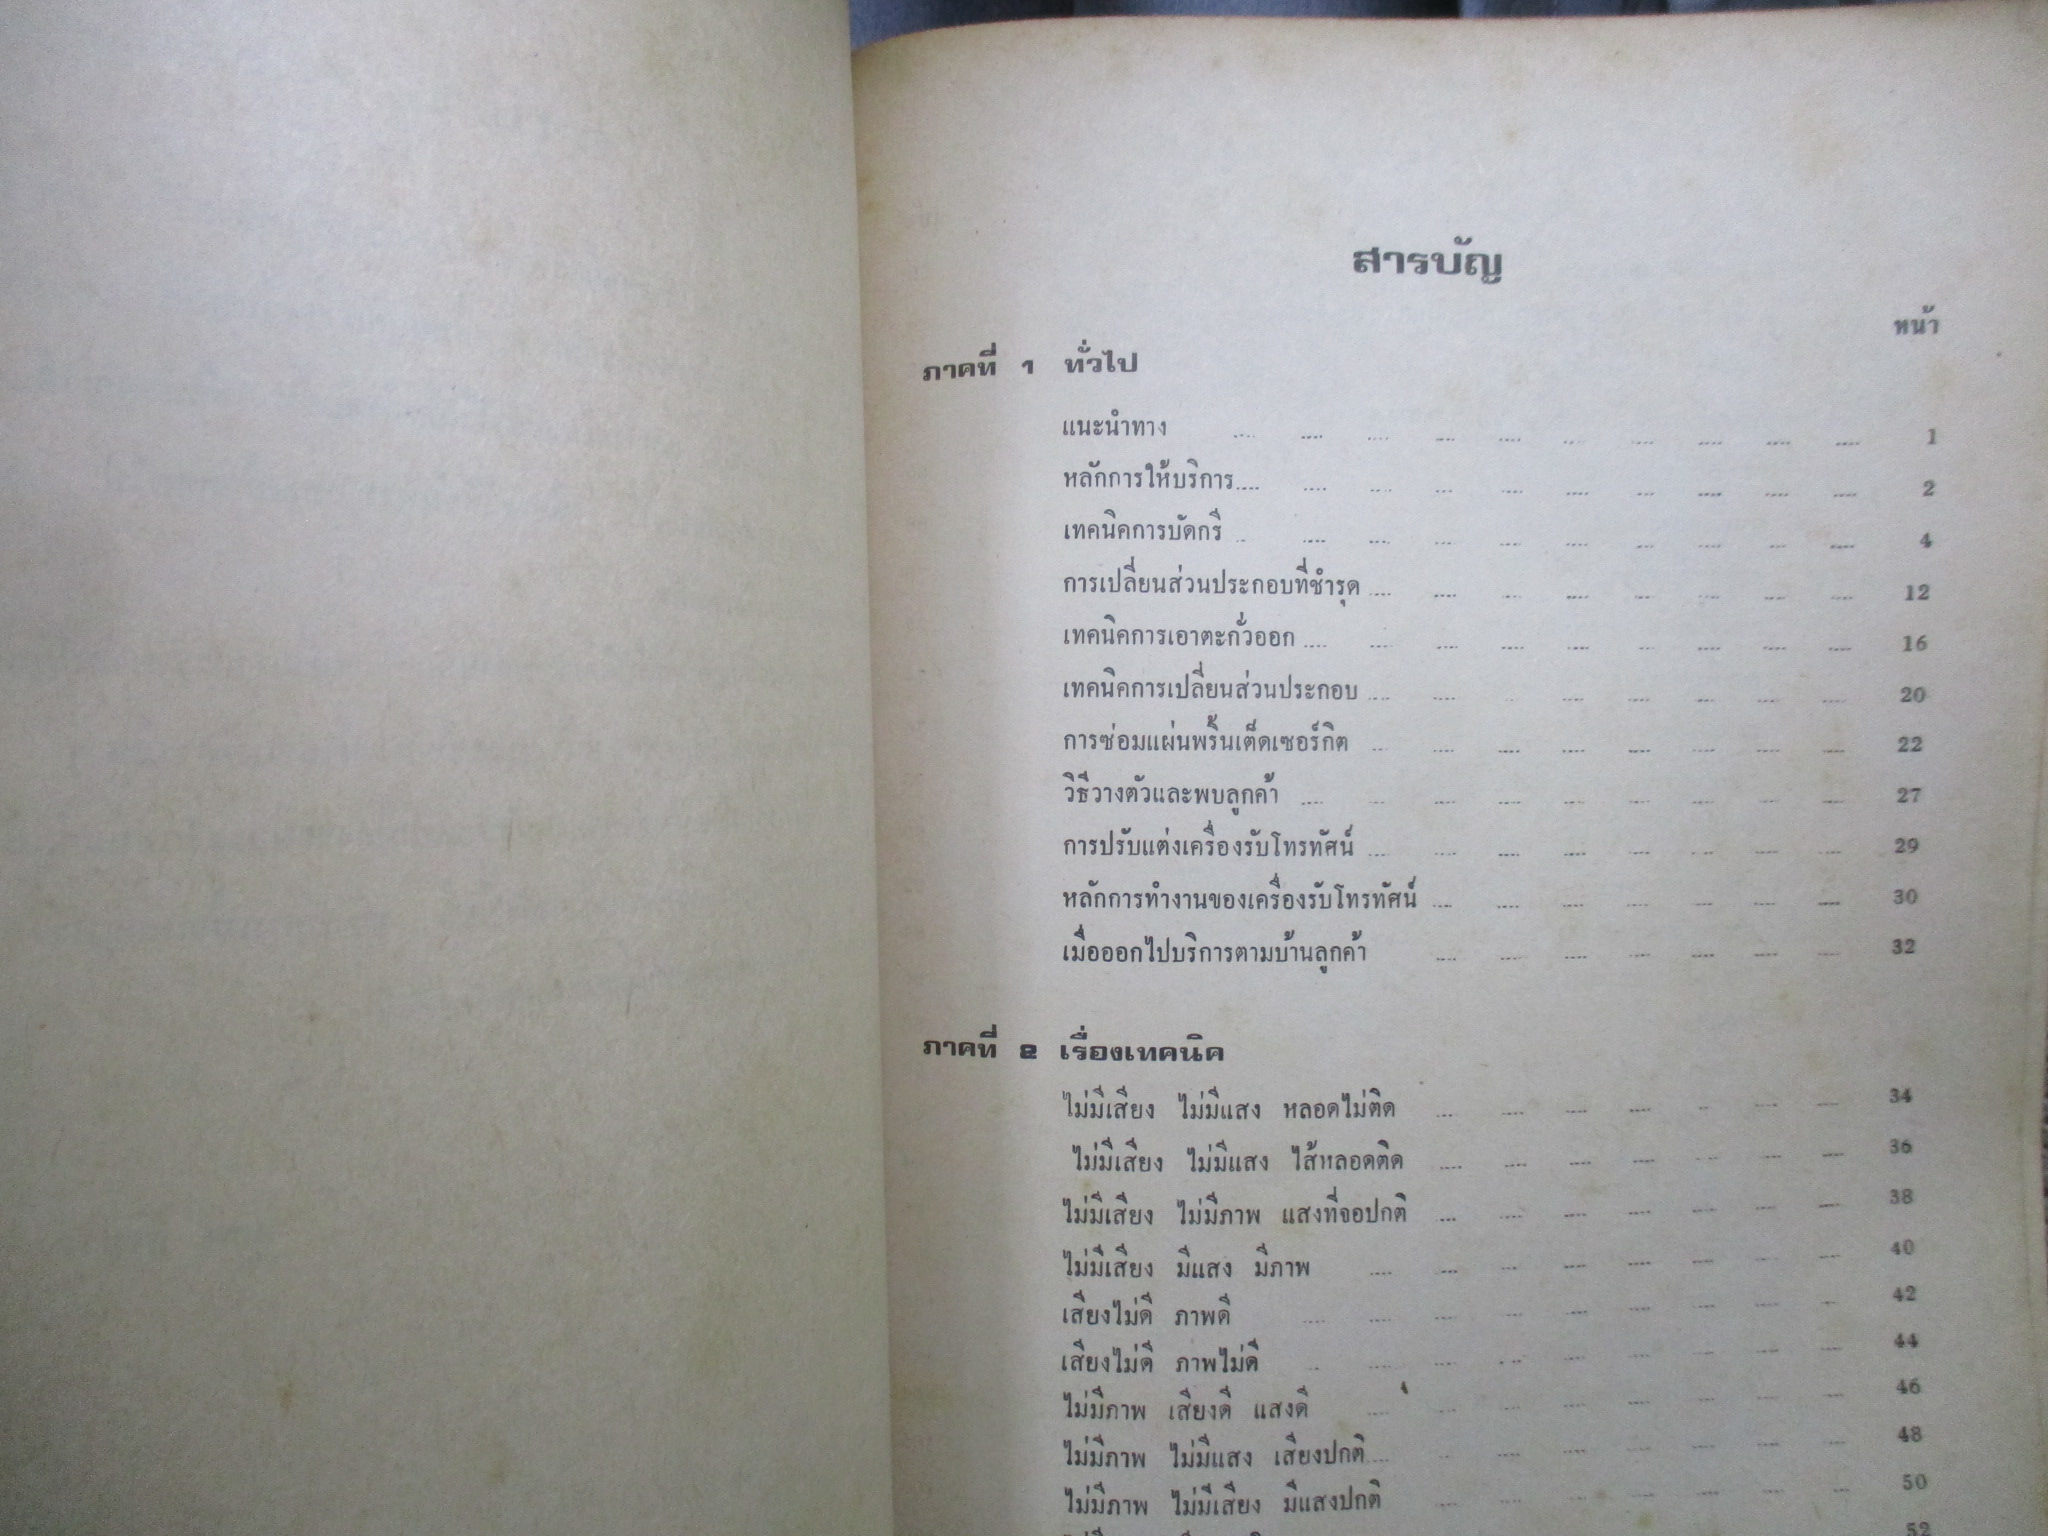 สารบัญ
หน้า
ภาคที่ 1 ทั่วไป
แนะนำทาง .... .... .... .... .... .... .... .... .... .... 1
หลักการให้บริการ .... .... .... .... .... .... .... .... .... .... 2
เทคนิคการบัดกรี .... .... .... .... .... .... .... .... .... .... 4
การเปลี่ยนส่วนประกอบที่ชำรุด .... .... .... .... .... .... .... .... 12
เทคนิคการเอาตะกั่วออก .... .... .... .... .... .... .... .... .... 16
เทคนิคการเปลี่ยนส่วนประกอบ .... .... .... .... .... .... .... .... 20
การซ่อมแผ่นพริ้นเต็ดเซอร์กิต .... .... .... .... .... .... .... .... 22
วิธีวางตัวและพบลูกค้า .... .... .... .... .... .... .... .... .... 27
การปรับแต่งเครื่องรับโทรทัศน์ .... .... .... .... .... .... .... .... 29
หลักการทำงานของเครื่องรับโทรทัศน์ .... .... .... .... .... .... .... 30
เมื่อออกไปบริการตามบ้านลูกค้า .... .... .... .... .... .... .... 32
ภาคที่ 2 เรื่องเทคนิค
ไม่มีเสียง ไม่มีแสง หลอดไม่ติด .... .... .... .... .... .... .... 34
ไม่มีเสียง ไม่มีแสง ไส้หลอดติด .... .... .... .... .... .... .... 36
ไม่มีเสียง ไม่มีภาพ แสงที่จอปกติ .... .... .... .... .... .... .... 38
ไม่มีเสียง มีแสง มีภาพ .... .... .... .... .... .... .... .... 40
เสียงไม่ดี ภาพดี .... .... .... .... .... .... .... .... .... 42
เสียงไม่ดี ภาพไม่ดี .... .... .... .... .... .... .... .... .... 44
ไม่มีภาพ เสียงดี แสงดี .... .... .... .... .... .... .... .... 46
ไม่มีภาพ ไม่มีแสง เสียงปกติ .... .... .... .... .... .... .... .... 48
ไม่มีภาพ ไม่มีเสียง มีแสงปกติ .... .... .... .... .... .... .... 50
52